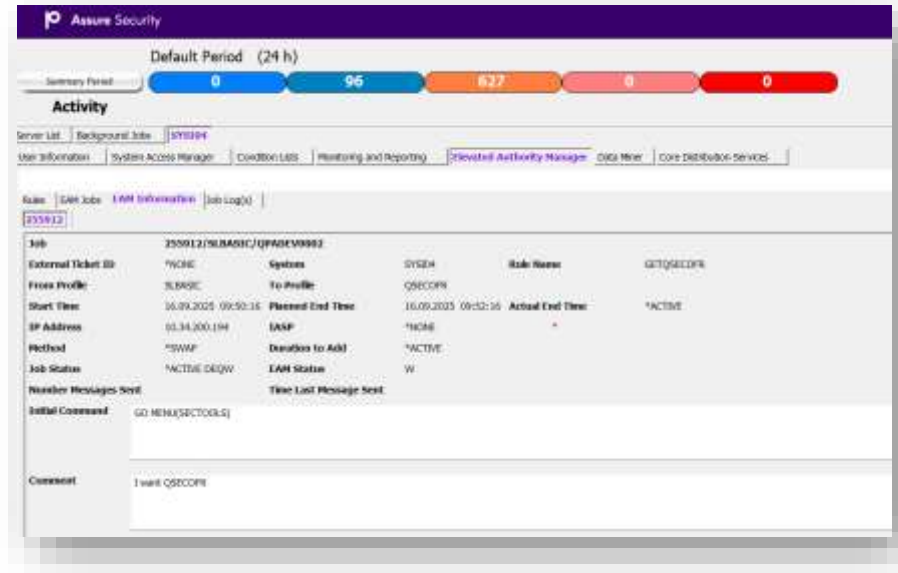 Assure Security
Default Period (24 h)
Summary Period 0 96 627 0 0
Activity
Server List Background Jobs
User Information System Access Manager Condition Lists Monitoring and Reporting Elevated Authority Manager Data Miner Core Distribution Services
Rules EAM Jobs EAM Information Job Log(s)
255912
Job 255912/SLBASIC/QPADEV0002
External Ticket ID *NONE System Rule Name GETQSECOFR
From Profile SLBASIC To Profile QSECOFR
Start Time 16.09.2025 09:50:16 Planned End Time 16.09.2025 09:52:16 Actual End Time *ACTIVE
IP Address IASP *NONE *
Method *SWAP Duration to Add *ACTIVE
Job Status *ACTIVE DEQW EAM Status W
Number Messages Sent Time Last Message Sent
Initial Command GO MENU(SECTOOLS)
Comment I want QSECOFR